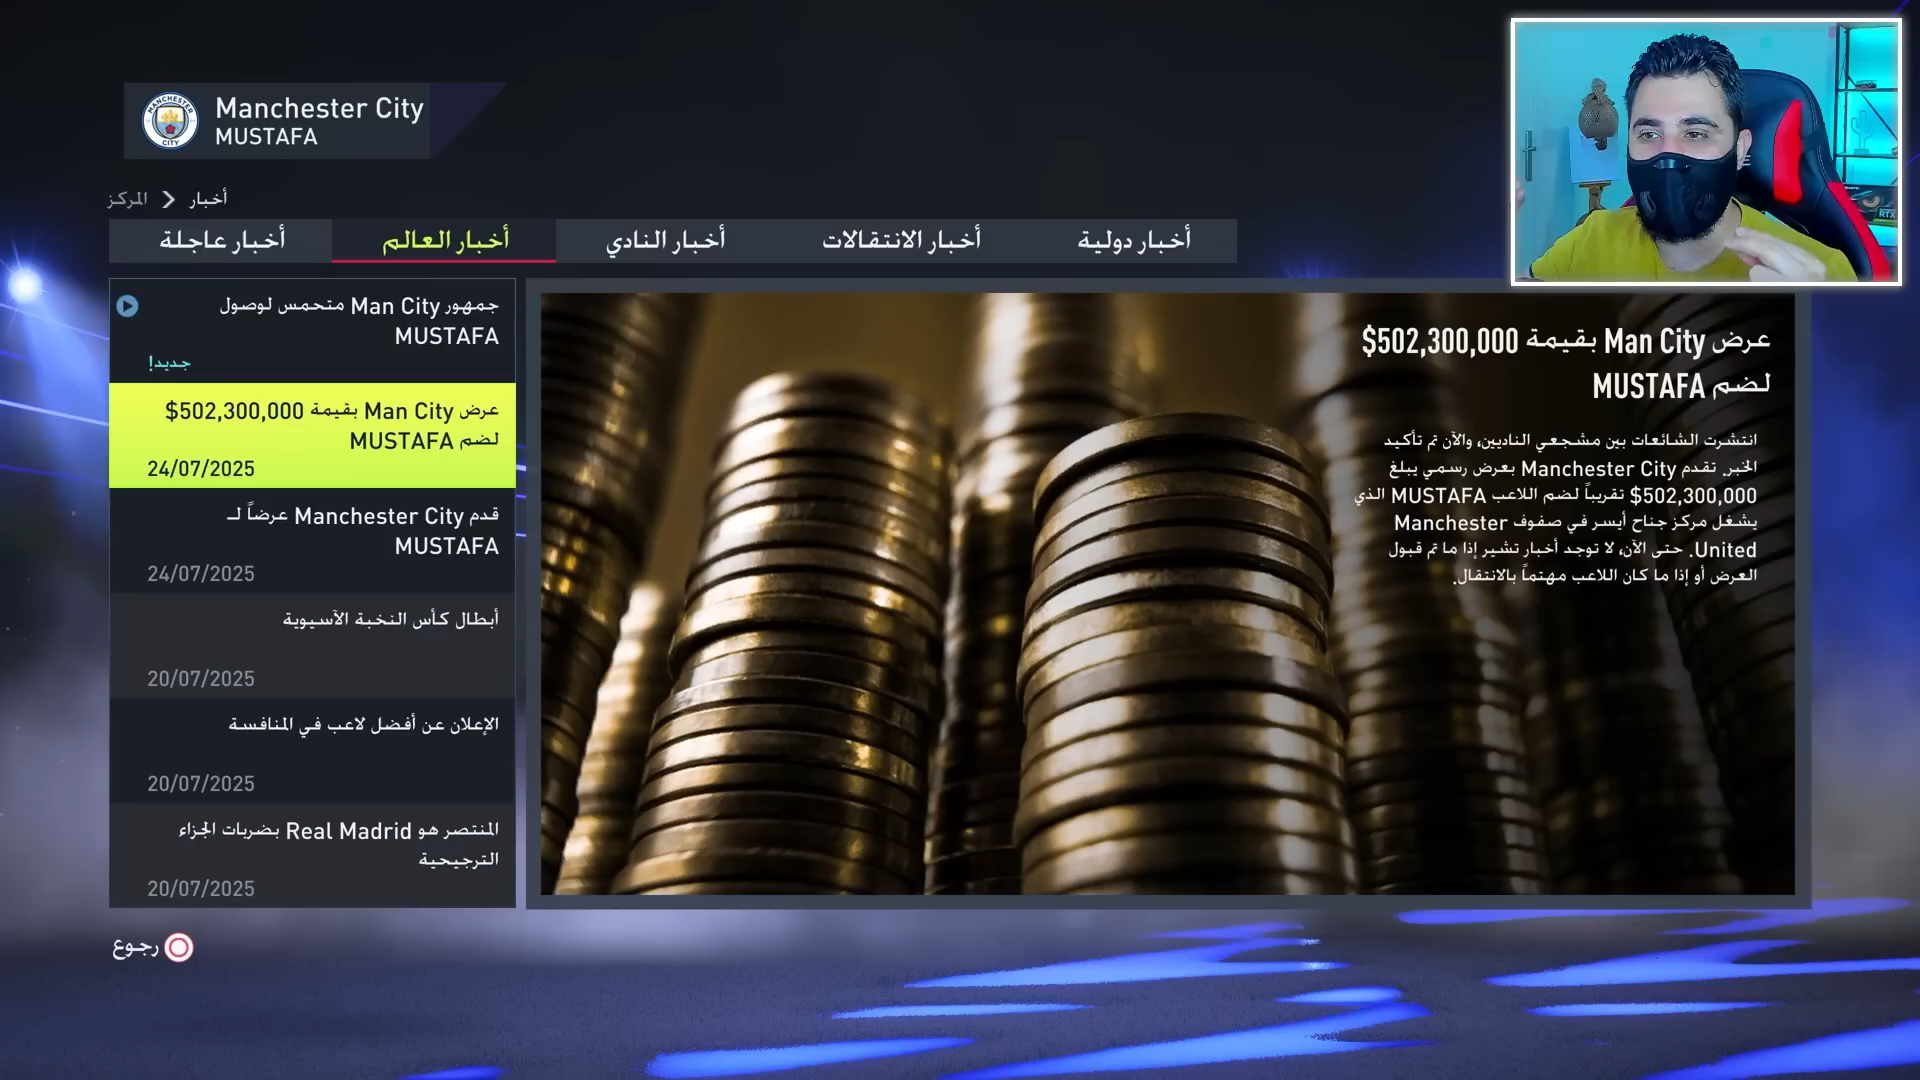 Manchester City
MUSTAFA
المركز
أخبار
أخبار عاجلة
أخبار العالم
أخبار النادي
أخبار الانتقالات
أخبار دولية
جمهور Man City متحمس لوصول
MUSTAFA
جديد!
عرض Man City بقيمة $502,300,000
لضم MUSTAFA
24/07/2025
قدم Manchester City عرضاً لـ
MUSTAFA
24/07/2025
أبطال كأس النخبة الآسيوية
20/07/2025
الإعلان عن أفضل لاعب في المنافسة
20/07/2025
المنتصر هو Real Madrid بضربات الجزاء
الترجيحية
20/07/2025
عرض Man City بقيمة $502,300,000
لضم MUSTAFA
انتشرت الشائعات بين مشجعي الناديين، والآن تم تأكيد
الخبر. تقدم Manchester City بعرض رسمي يبلغ
$502,300,000 تقريباً لضم اللاعب MUSTAFA الذي
يشغل مركز جناح أيسر في صفوف Manchester
United. حتى الآن، لا توجد أخبار تشير إذا ما تم قبول
العرض أو إذا ما كان اللاعب مهتماً بالانتقال.
رجوع
MANCHESTER
CITY
RTX